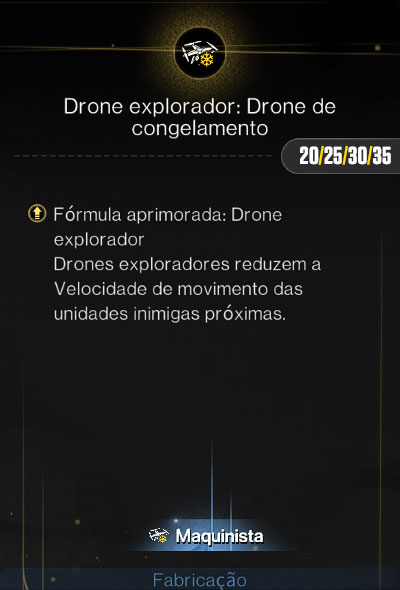 Drone explorador: Drone de
congelamento
20/25/30/35
Fórmula aprimorada: Drone
explorador
Drones exploradores reduzem a
Velocidade de movimento das
unidades inimigas próximas.
Maquinista
Fabricação